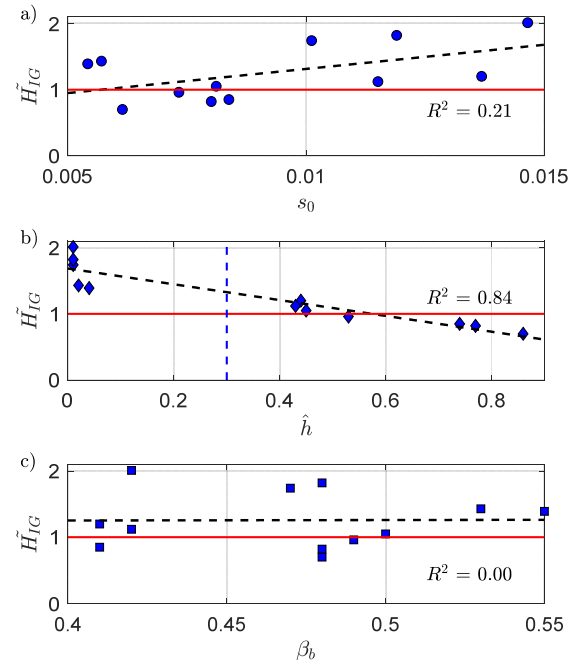 a)
2
1
0
H̃_IG
R² = 0.21
0.005
0.01
0.015
s₀
b)
2
1
0
H̃_IG
R² = 0.84
0
0.2
0.4
0.6
0.8
ĥ
c)
2
1
0
H̃_IG
R² = 0.00
0.4
0.45
0.5
0.55
β_b